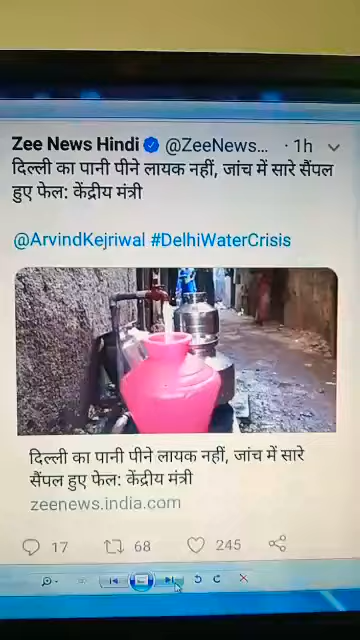 Zee News Hindi @ZeeNews... · 1h
दिल्ली का पानी पीने लायक नहीं, जांच में सारे सैंपल
हुए फेल: केंद्रीय मंत्री
@ArvindKejriwal #DelhiWaterCrisis
दिल्ली का पानी पीने लायक नहीं, जांच में सारे
सैंपल हुए फेल: केंद्रीय मंत्री
zeenews.india.com
17 68 245